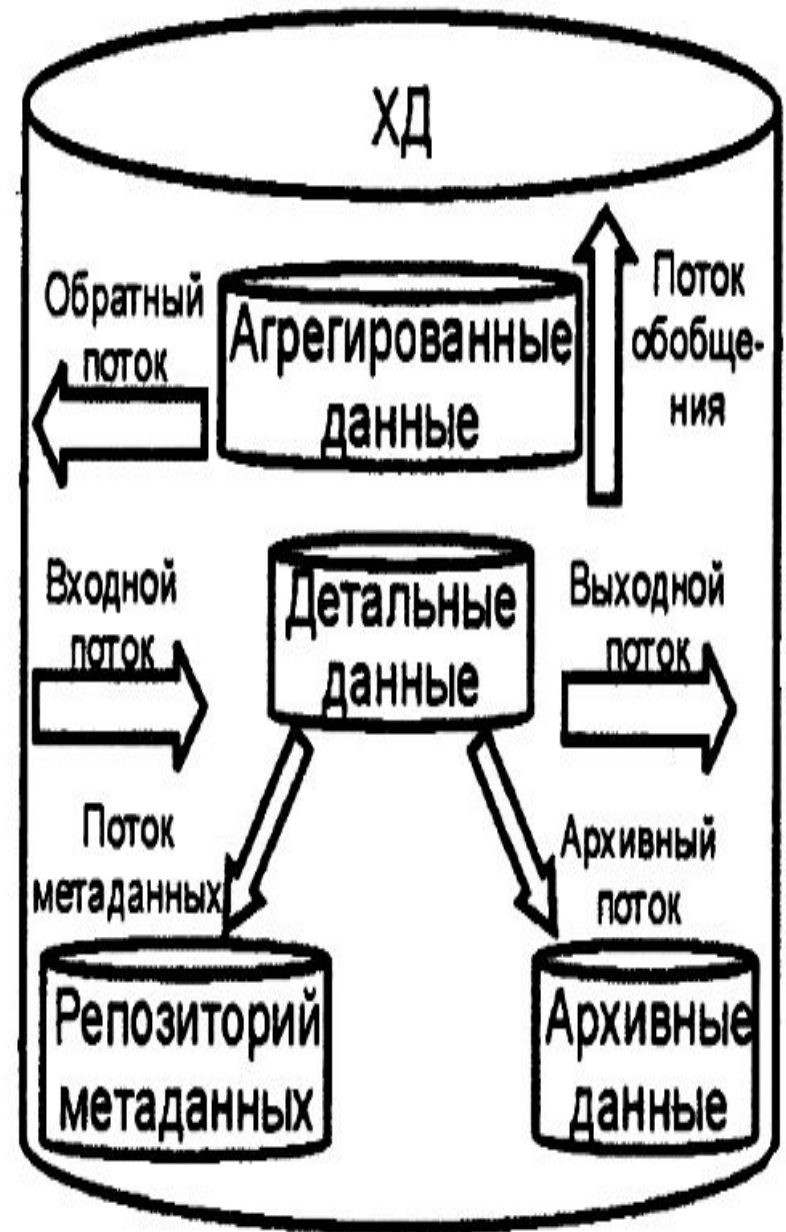 ХД
Обратный
поток
Агрегированные
данные
Поток
обобще-
ния
Входной
поток
Детальные
данные
Выходной
поток
Поток
метаданных
Архивный
поток
Репозиторий
метаданных
Архивные
данные